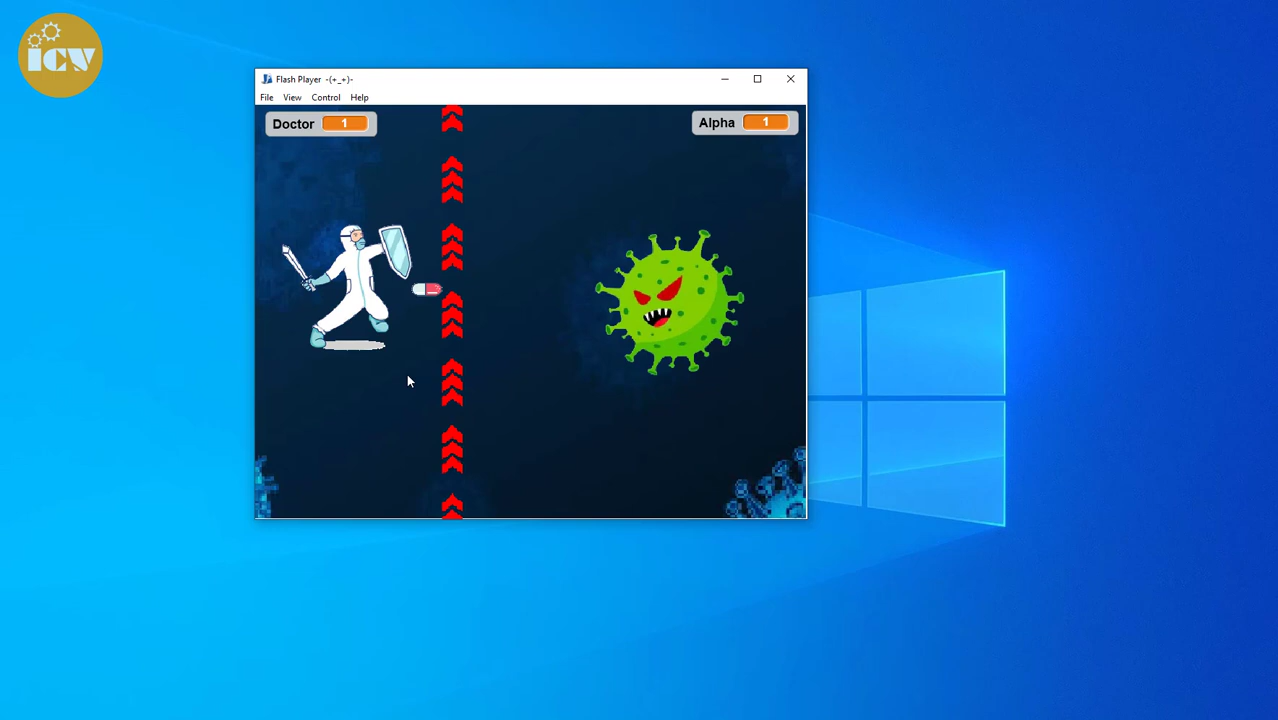 icv
Flash Player -(+_+)-
File View Control Help
Doctor 1
Alpha 1